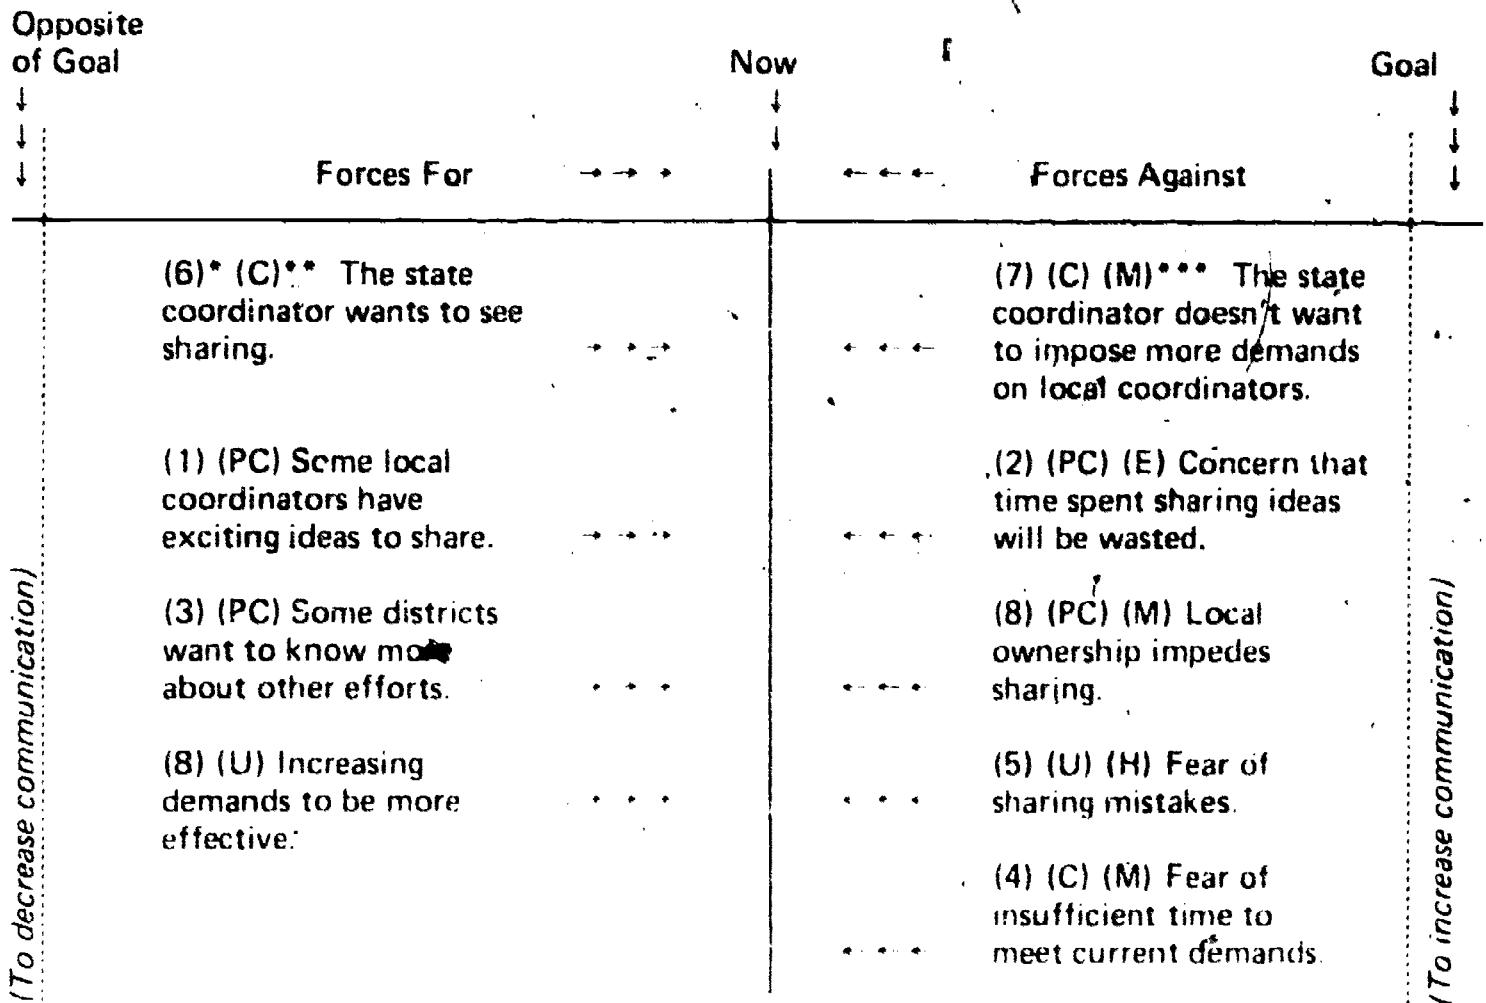 Opposite
of Goal
Now
Goal
Forces For
Forces Against
(6)* (C)** The state
coordinator wants to see
sharing.
(7) (C) (M)*** The state
coordinator doesn't want
to impose more demands
on local coordinators.
(1) (PC) Some local
coordinators have
exciting ideas to share.
(2) (PC) (E) Concern that
time spent sharing ideas
will be wasted.
(3) (PC) Some districts
want to know more
about other efforts.
(8) (PC) (M) Local
ownership impedes
sharing.
(8) (U) Increasing
demands to be more
effective.
(5) (U) (H) Fear of
sharing mistakes.
(4) (C) (M) Fear of
insufficient time to
meet current demands.
(To decrease communication)
(To increase communication)